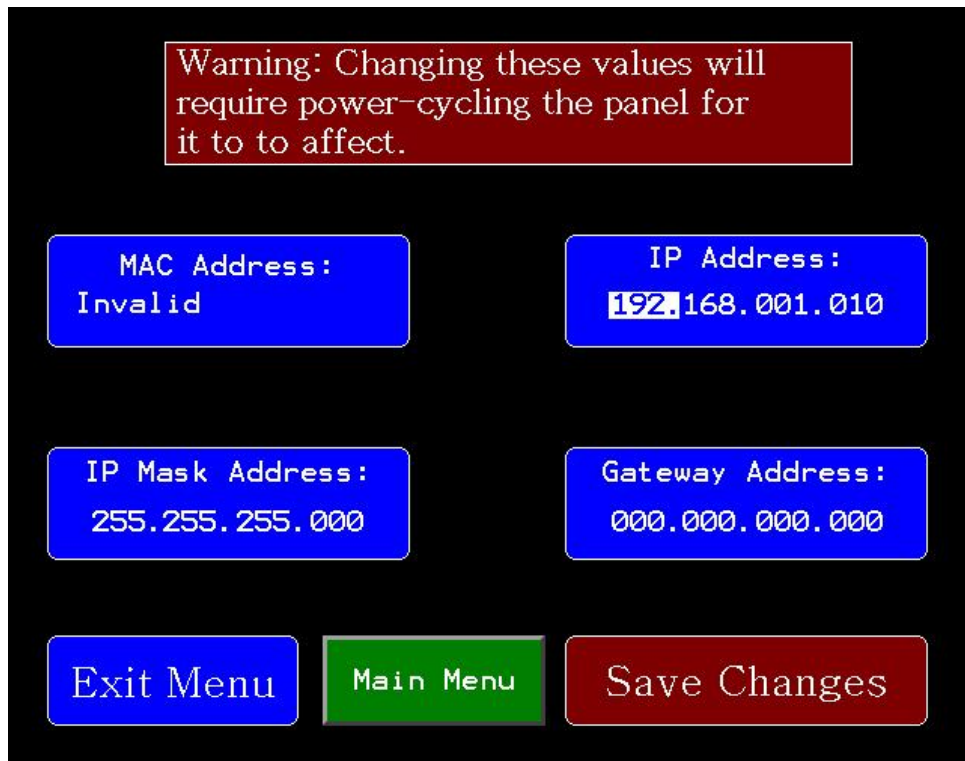 Warning: Changing these values will
require power-cycling the panel for
it to to affect.
MAC Address:
Invalid
IP Address:
192.168.001.010
IP Mask Address:
255.255.255.000
Gateway Address:
000.000.000.000
Exit Menu
Main Menu
Save Changes